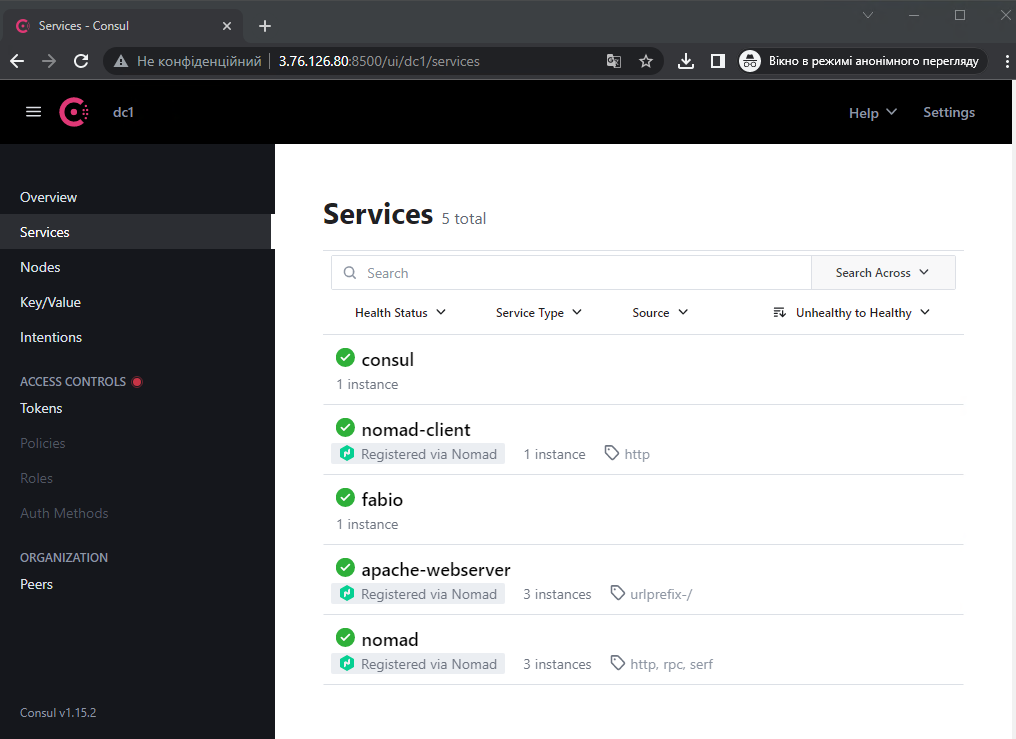 Services - Consul
Не конфіденційний 3.76.126.80:8500/ui/dc1/services Вікно в режимі анонімного перегляду
dc1 Help Settings
Overview
Services
Nodes
Key/Value
Intentions
ACCESS CONTROLS
Tokens
Policies
Roles
Auth Methods
ORGANIZATION
Peers
Consul v1.15.2
Services 5 total
Search Search Across
Health Status Service Type Source Unhealthy to Healthy
consul
1 instance
nomad-client
Registered via Nomad 1 instance http
fabio
1 instance
apache-webserver
Registered via Nomad 3 instances urlprefix-/
nomad
Registered via Nomad 3 instances http, rpc, serf